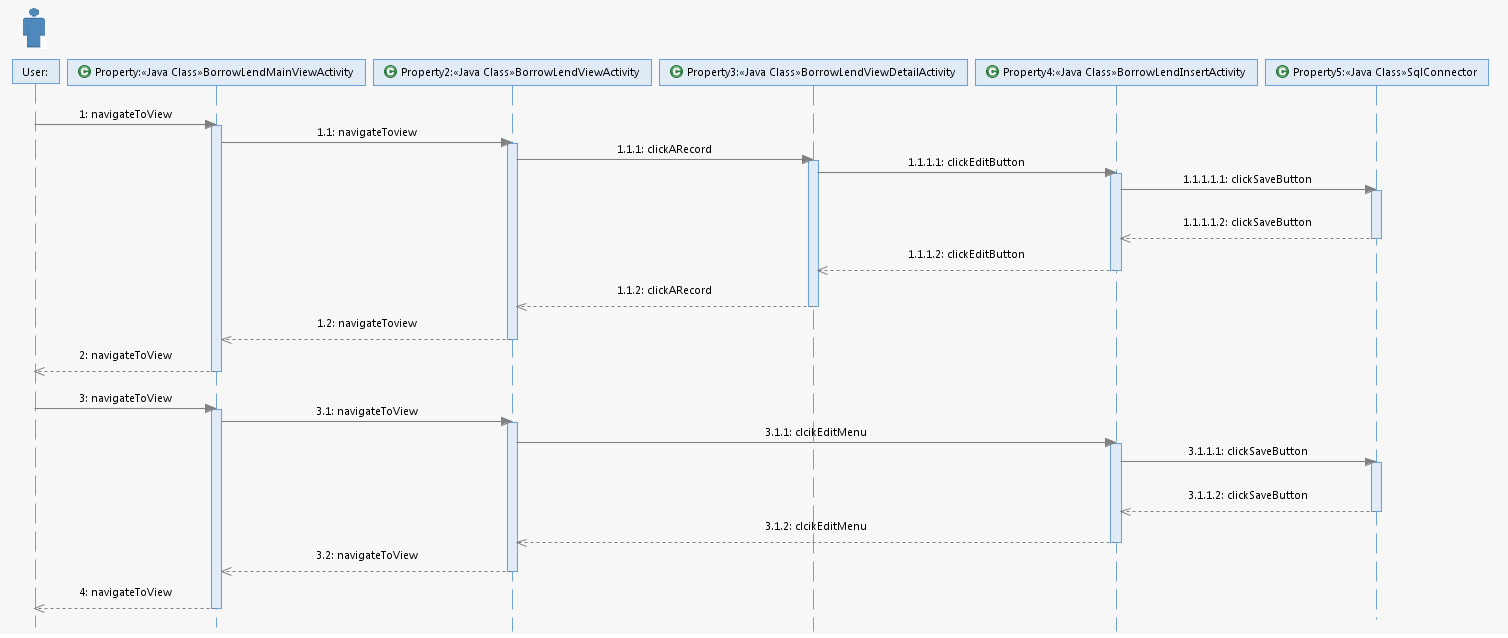 User:
C Property:«Java Class»BorrowLendMainViewActivity
C Property2:«Java Class»BorrowLendViewActivity
C Property3:«Java Class»BorrowLendViewDetailActivity
C Property4:«Java Class»BorrowLendInsertActivity
C Property5:«Java Class»SqlConnector
1: navigateToView
1.1: navigateToview
1.1.1: clickARecord
1.1.1.1: clickEditButton
1.1.1.1.1: clickSaveButton
1.1.1.1.2: clickSaveButton
1.1.1.2: clickEditButton
1.1.2: clickARecord
1.2: navigateToview
2: navigateToView
3: navigateToView
3.1: navigateToView
3.1.1: clcikEditMenu
3.1.1.1: clickSaveButton
3.1.1.2: clickSaveButton
3.1.2: clcikEditMenu
3.2: navigateToView
4: navigateToView